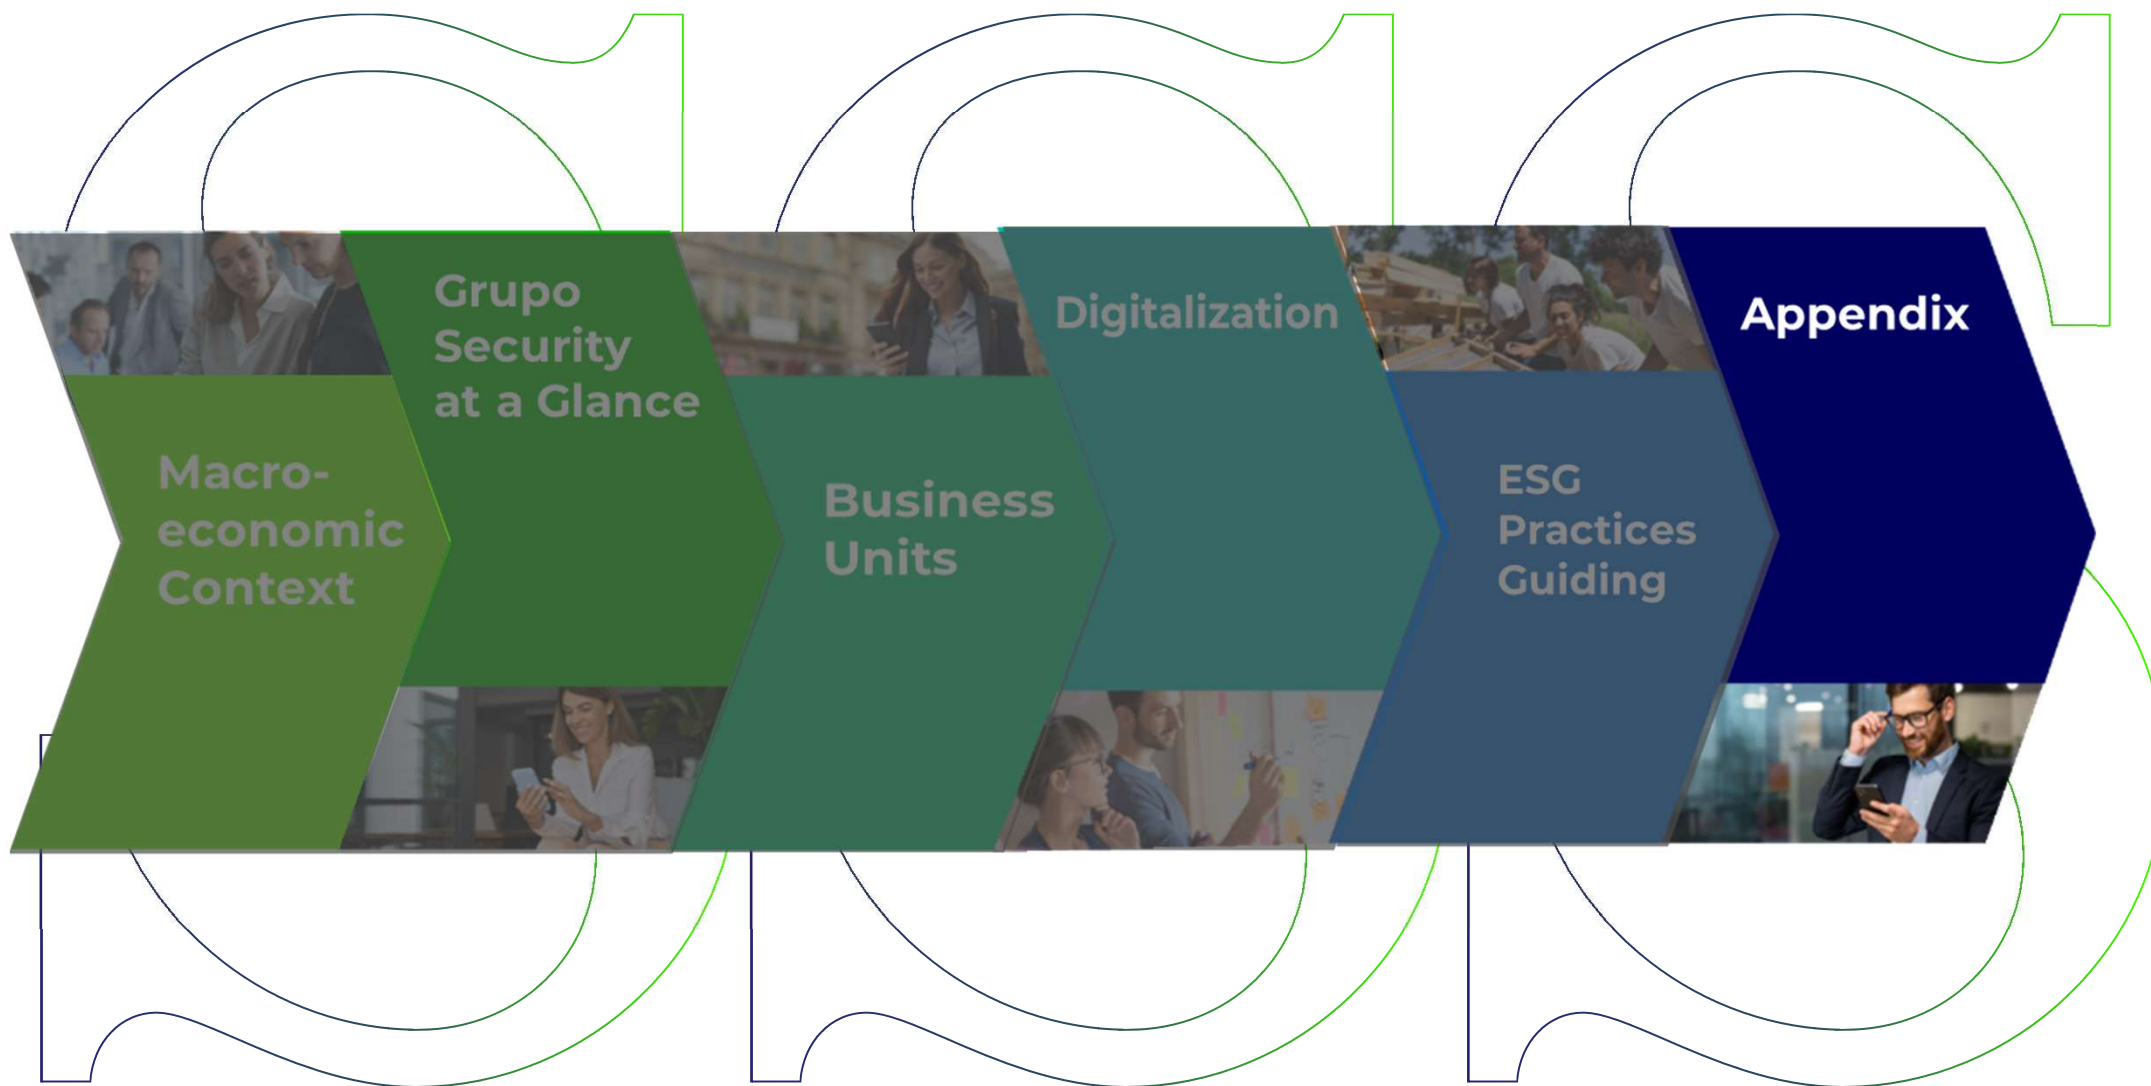 Macro-
economic
Context
Grupo
Security
at a Glance
Business
Units
Digitalization
ESG
Practices
Guiding
Appendix